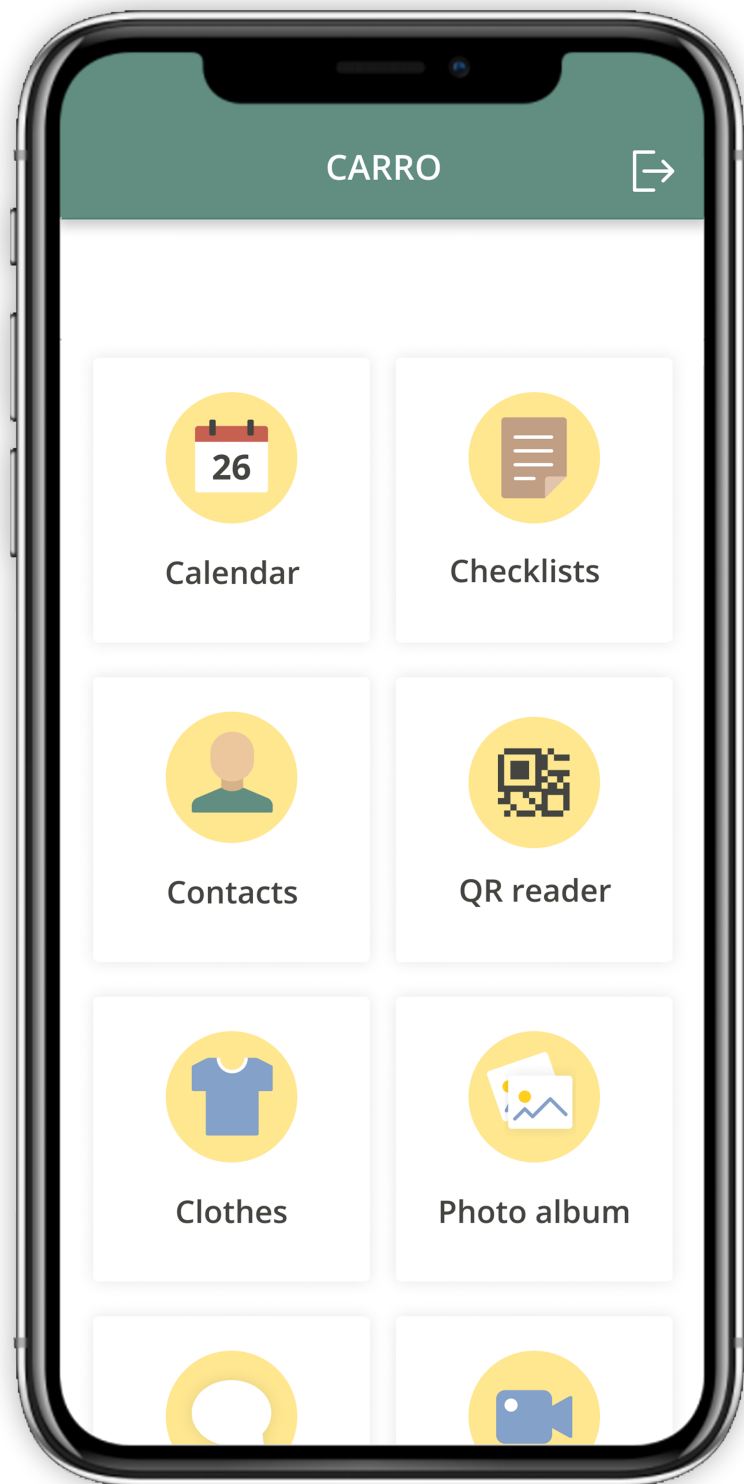 CARRO
26
Calendar
Checklists
Contacts
QR reader
Clothes
Photo album